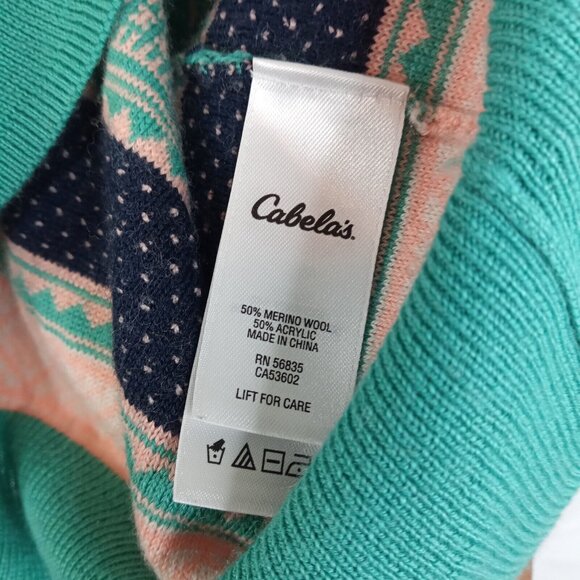 Cabela's
50% MERINO WOOL
50% ACRYLIC
MADE IN CHINA
RN 56835
CA53602
LIFT FOR CARE